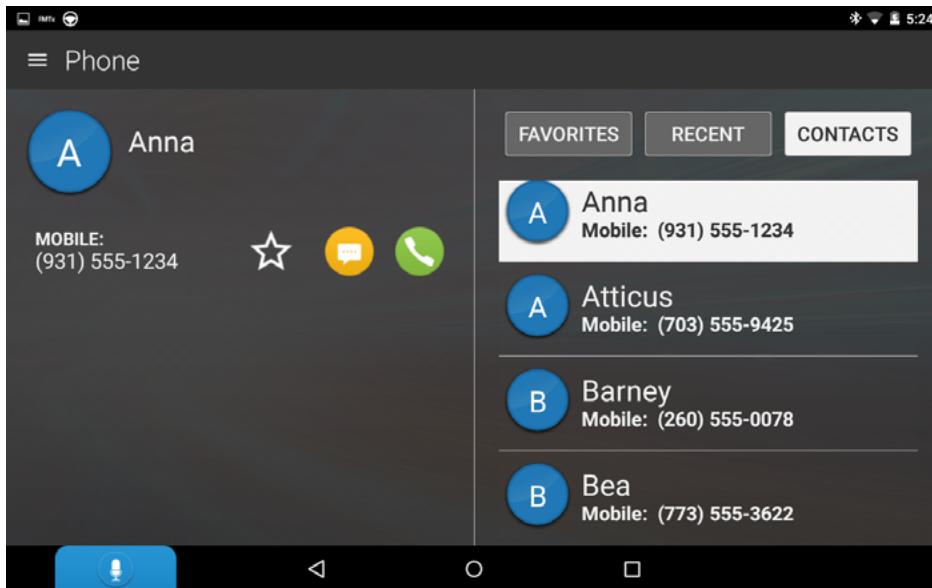 FMTx
5:24
Phone
A
Anna
MOBILE:
(931) 555-1234
FAVORITES
RECENT
CONTACTS
A
Anna
Mobile: (931) 555-1234
A
Atticus
Mobile: (703) 555-9425
B
Barney
Mobile: (260) 555-0078
B
Bea
Mobile: (773) 555-3622